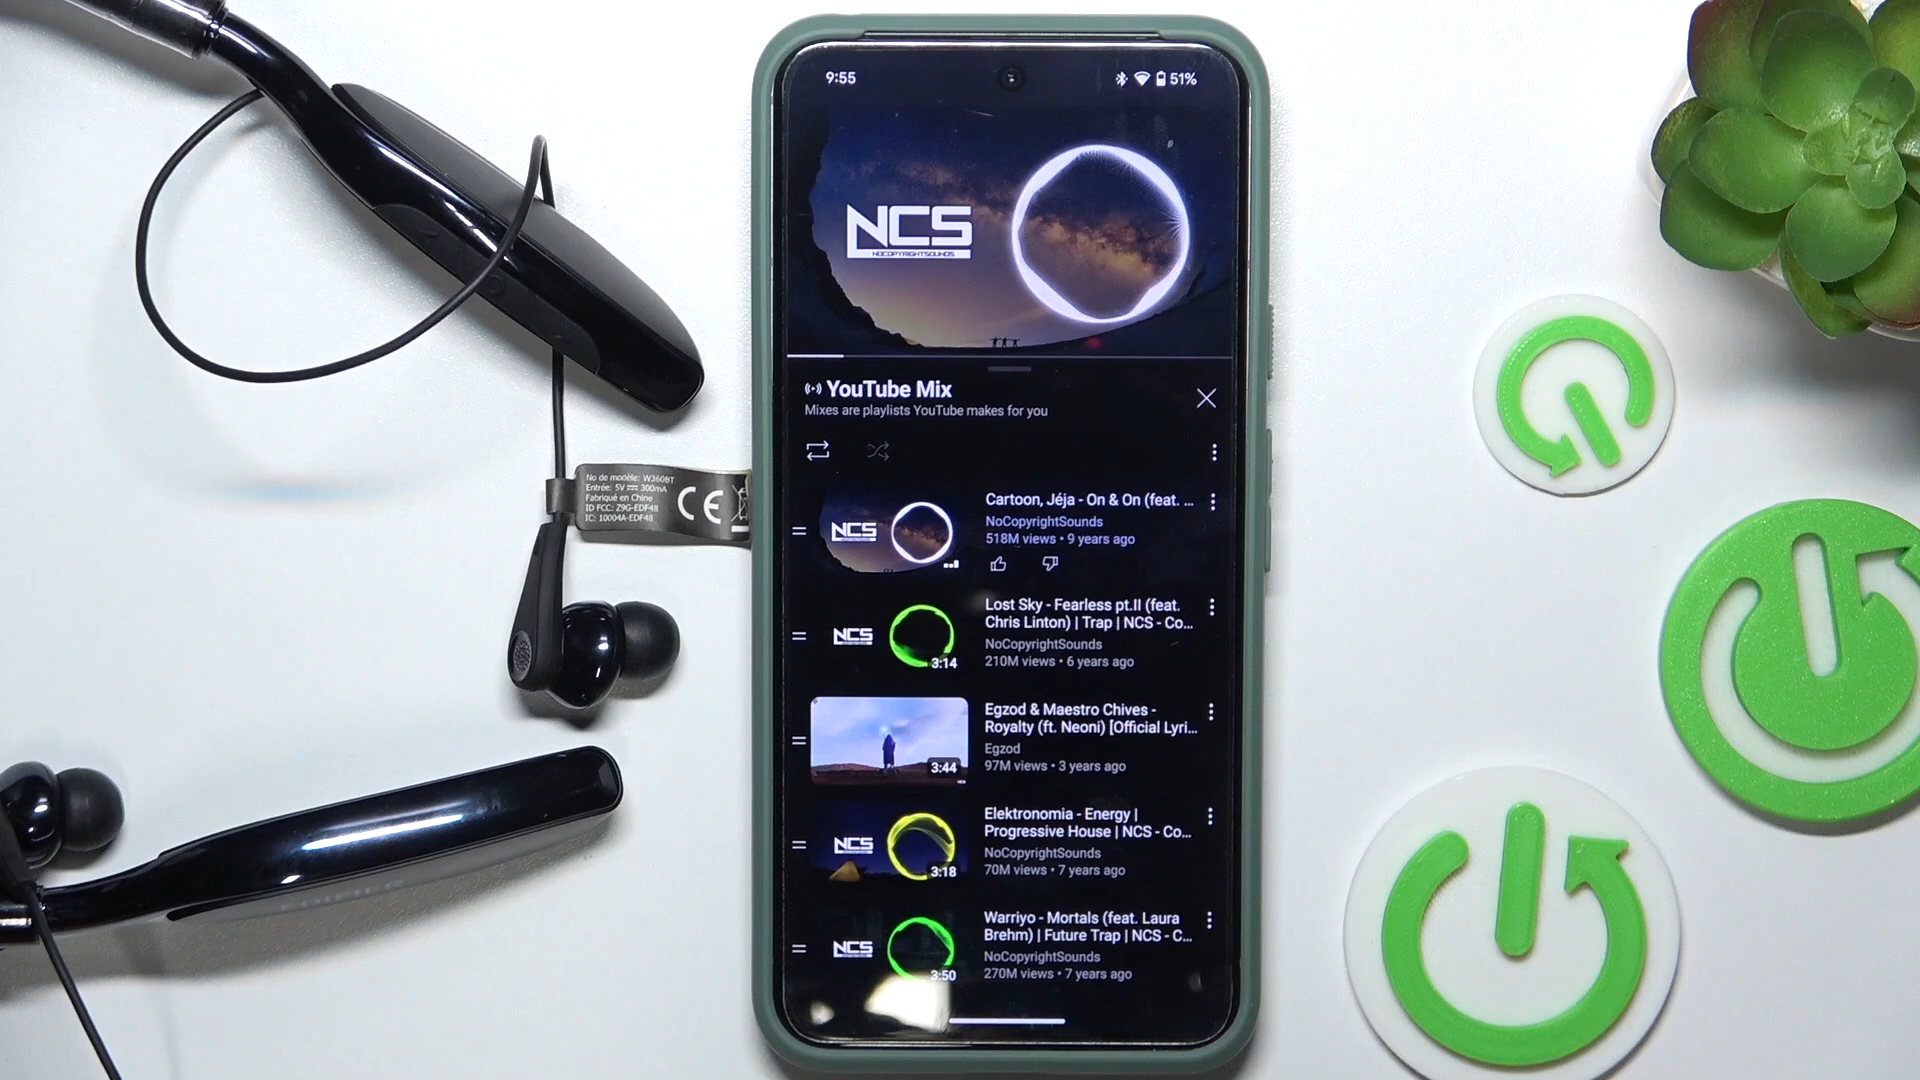 9:55
51%
NCS
NOCOPYRIGHTSOUNDS
YouTube Mix
Mixes are playlists YouTube makes for you
NCS
Cartoon, Jéja - On & On (feat. ...
NoCopyrightSounds
518M views • 9 years ago
NCS
3:14
Lost Sky - Fearless pt.II (feat.
Chris Linton) | Trap | NCS - Co...
NoCopyrightSounds
210M views • 6 years ago
3:44
Egzod & Maestro Chives -
Royalty (ft. Neoni) [Official Lyri...
Egzod
97M views • 3 years ago
NCS
3:18
Elektronomia - Energy |
Progressive House | NCS - Co...
NoCopyrightSounds
70M views • 7 years ago
NCS
3:50
Warriyo - Mortals (feat. Laura
Brehm) | Future Trap | NCS - C...
NoCopyrightSounds
270M views • 7 years ago
No de modèle: W360BT
Entrée: 5V ⎓ 300mA
Fabriqué en Chine
ID FCC: Z9G-EDF48
IC: 10004A-EDF48
CE
EDIFIER